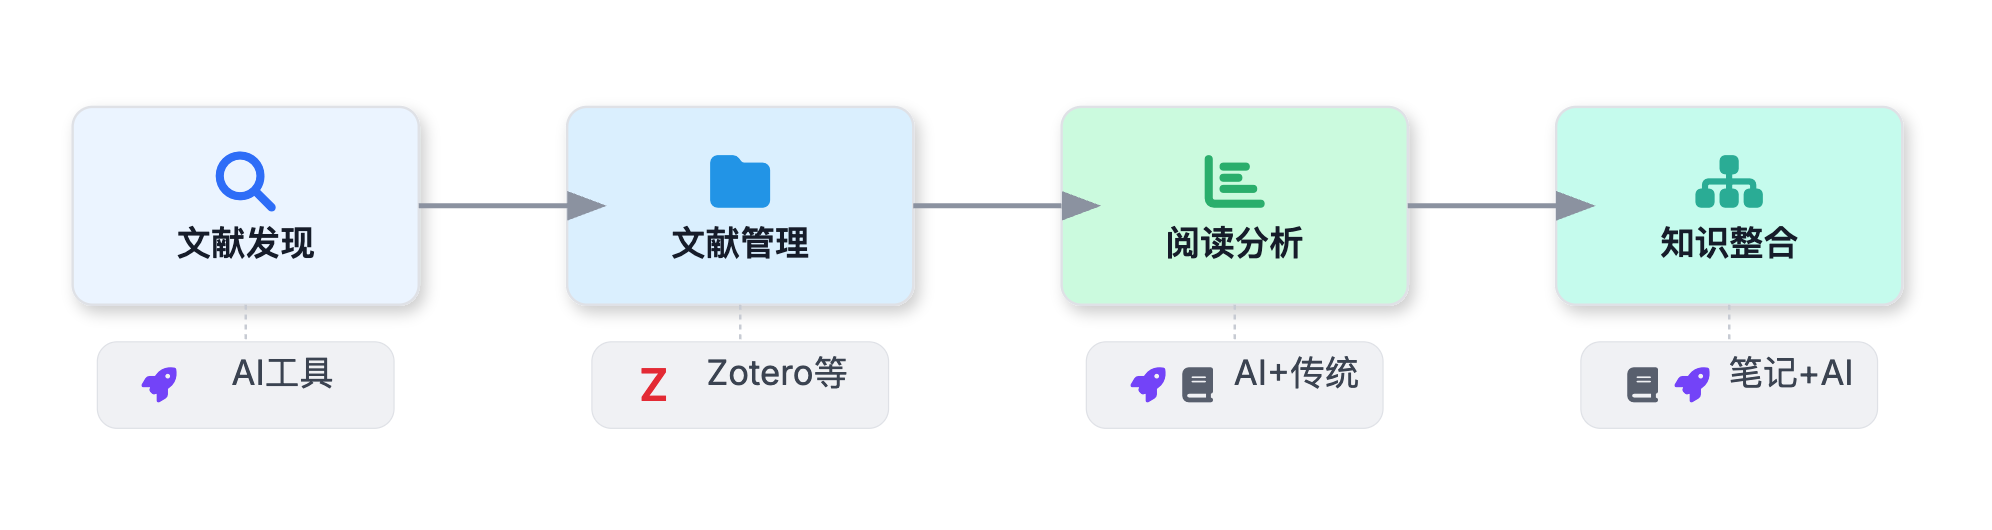 文献发现
文献管理
阅读分析
知识整合
AI工具
Z Zotero等
AI+传统
笔记+AI